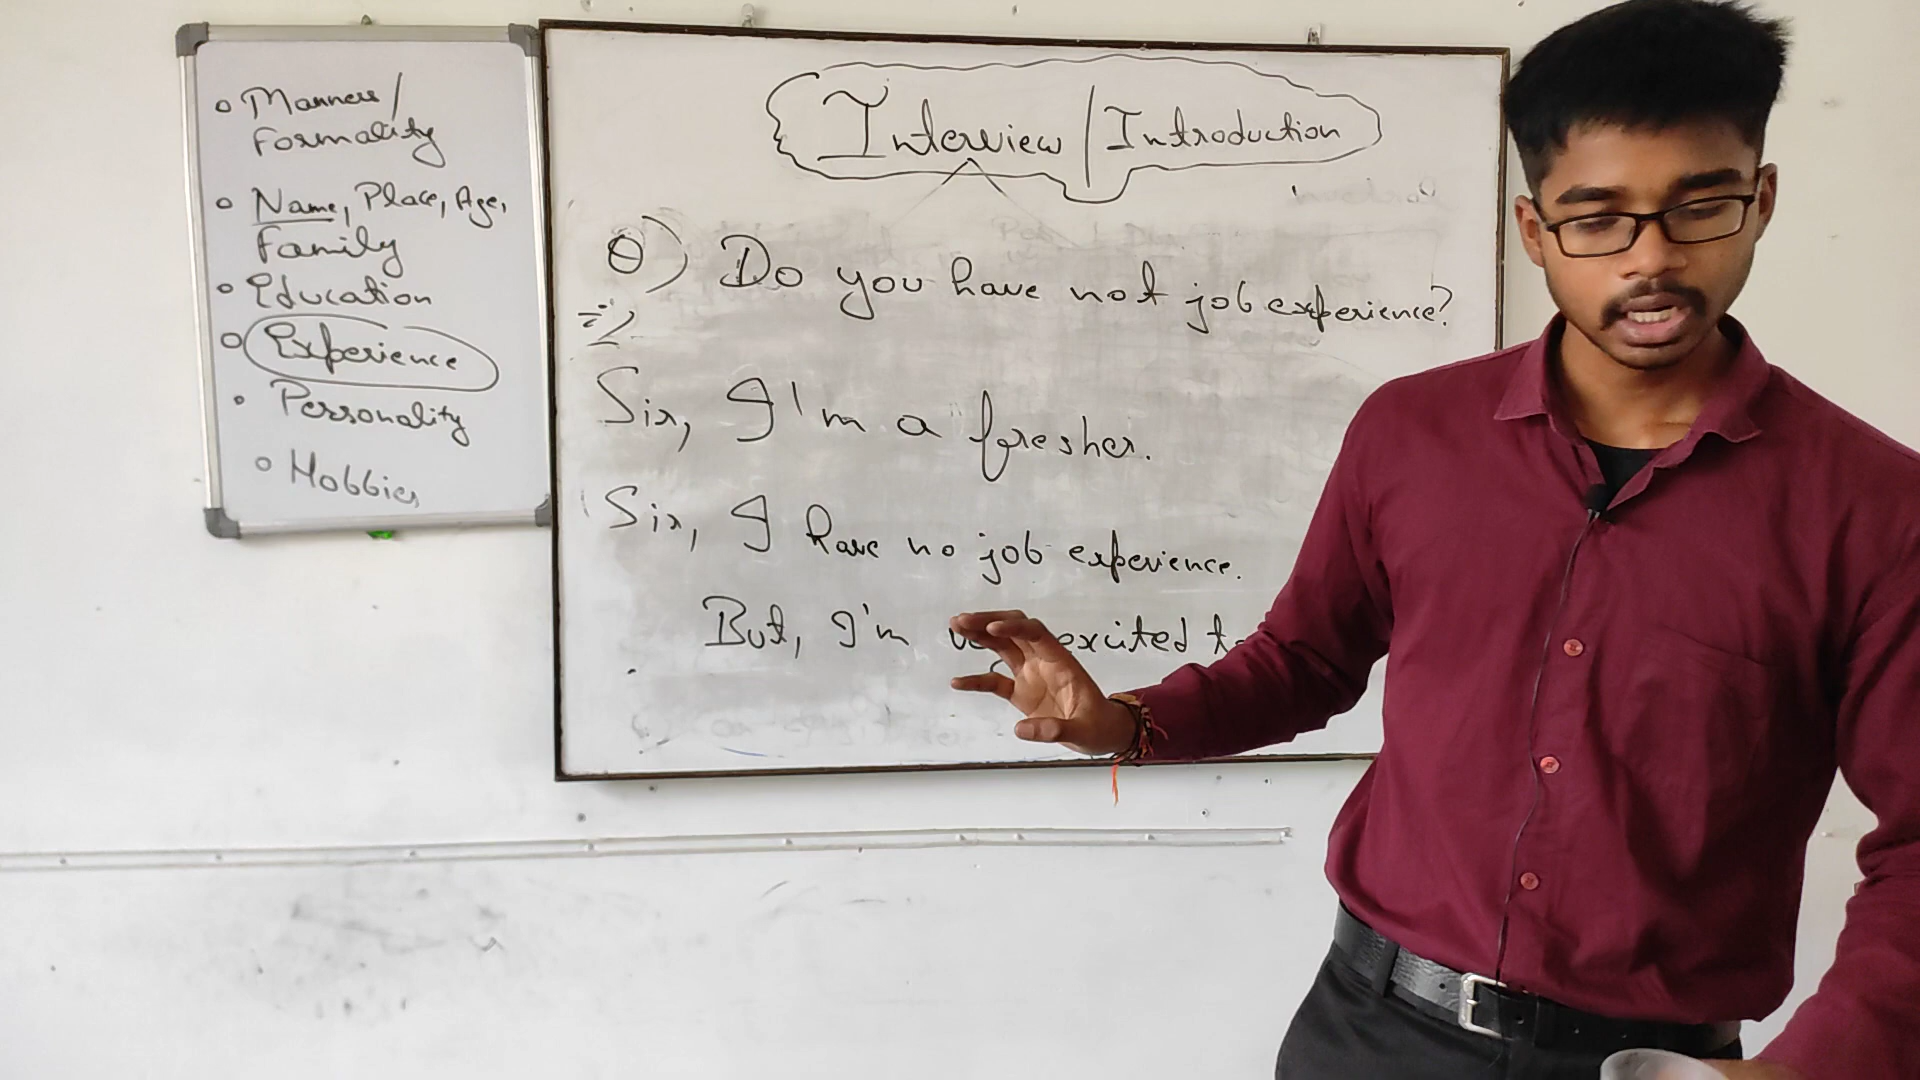 Manners/
Formality
Name, Place, Age,
Family
Education
Experience
Personality
Hobbies
Interview/Introduction
Q) Do you have not job experience?
Sir, I'm a fresher.
Sir, I have no job experience.
But, I'm excited